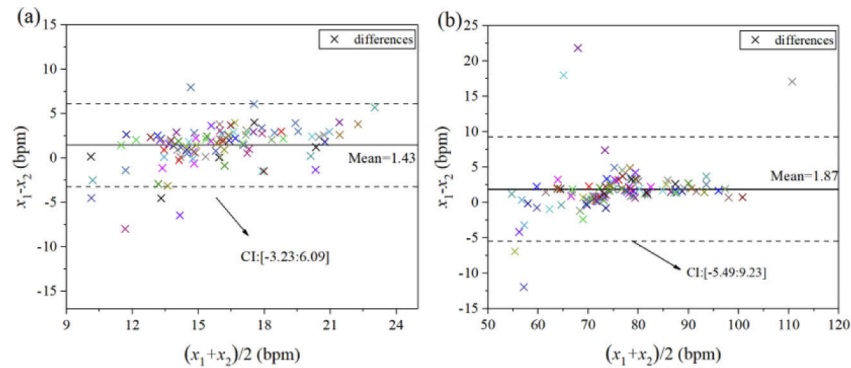 (a)
15
10
5
0
-5
-10
-15
x₁-x₂ (bpm)
× differences
Mean=1.43
CI:[-3.23:6.09]
9 12 15 18 21 24
(x₁+x₂)/2 (bpm)
(b)
25
20
15
10
5
0
-5
-10
-15
x₁-x₂ (bpm)
× differences
Mean=1.87
CI:[-5.49:9.23]
50 60 70 80 90 100 110 120
(x₁+x₂)/2 (bpm)